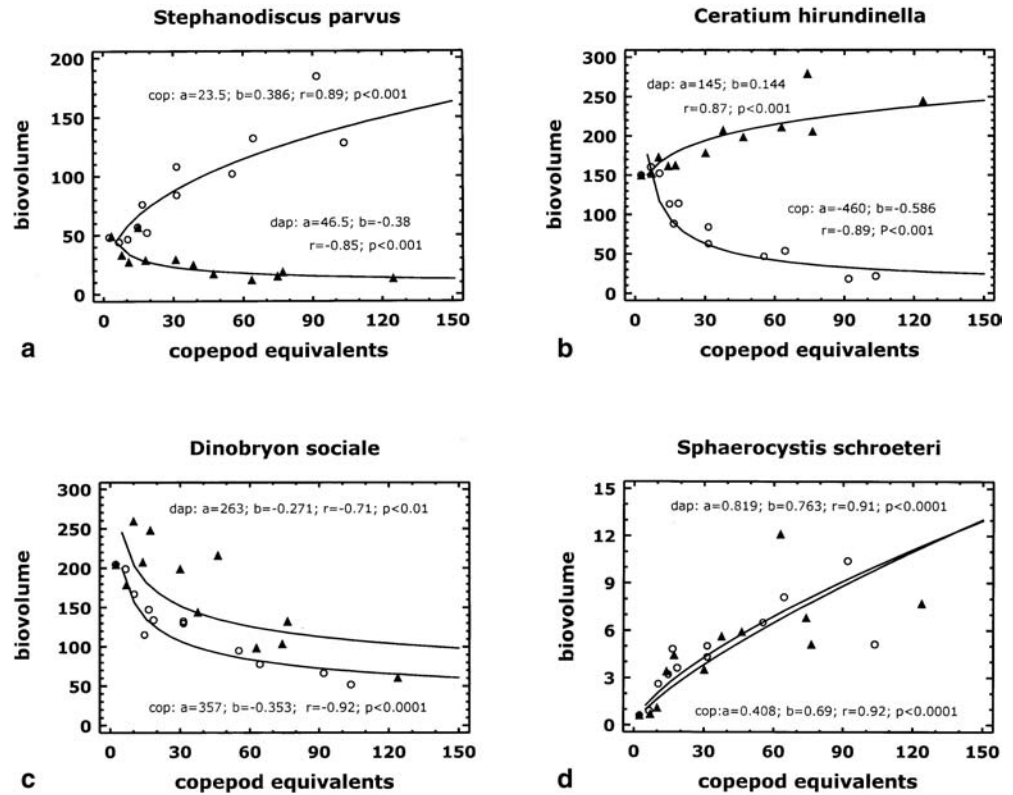 Stephanodiscus parvus
200
150
100
50
0
biovolume
cop: a=23.5; b=0.386; r=0.89; p<0.001
dap: a=46.5; b=-0.38
r=-0.85; p<0.001
0 30 60 90 120 150
a
copepod equivalents
Ceratium hirundinella
300
250
200
150
100
50
0
biovolume
dap: a=145; b=0.144
r=0.87; p<0.001
cop: a=-460; b=-0.586
r=-0.89; P<0.001
0 30 60 90 120 150
b
copepod equivalents
Dinobryon sociale
300
250
200
150
100
50
0
biovolume
dap: a=263; b=-0.271; r=-0.71; p<0.01
cop: a=357; b=-0.353; r=-0.92; p<0.0001
0 30 60 90 120 150
c
copepod equivalents
Sphaerocystis schroeteri
15
12
9
6
3
0
biovolume
dap: a=0.819; b=0.763; r=0.91; p<0.0001
cop:a=0.408; b=0.69; r=0.92; p<0.0001
0 30 60 90 120 150
d
copepod equivalents